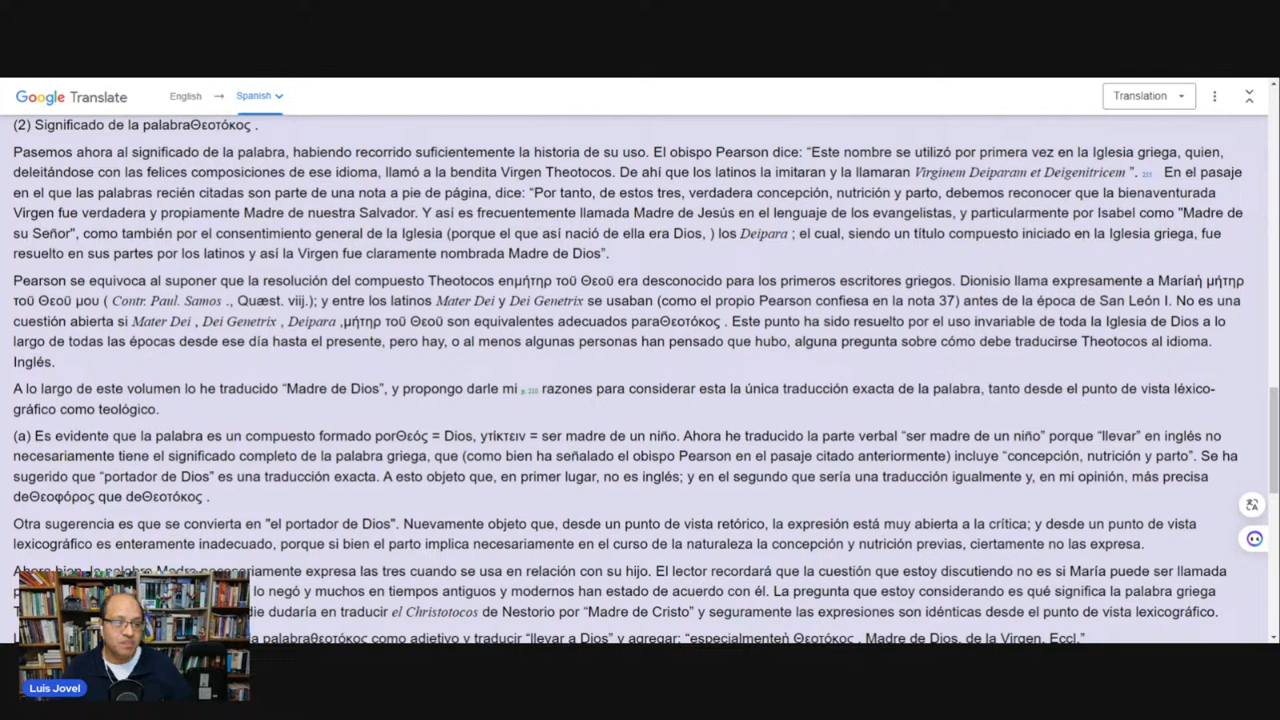 Google Translate
English → Spanish
Translation
(2) Significado de la palabraΘεοτόκος .
Pasemos ahora al significado de la palabra, habiendo recorrido suficientemente la historia de su uso. El obispo Pearson dice: “Este nombre se utilizó por primera vez en la Iglesia griega, quien,
deleitándose con las felices composiciones de ese idioma, llamó a la bendita Virgen Theotocos. De ahí que los latinos la imitaran y la llamaran Virginem Deiparam et Deigenitricem ”. 255 En el pasaje
en el que las palabras recién citadas son parte de una nota a pie de página, dice: “Por tanto, de estos tres, verdadera concepción, nutrición y parto, debemos reconocer que la bienaventurada
Virgen fue verdadera y propiamente Madre de nuestra Salvador. Y así es frecuentemente llamada Madre de Jesús en el lenguaje de los evangelistas, y particularmente por Isabel como "Madre de
su Señor", como también por el consentimiento general de la Iglesia (porque el que así nació de ella era Dios, ) los Deipara ; el cual, siendo un título compuesto iniciado en la Iglesia griega, fue
resuelto en sus partes por los latinos y así la Virgen fue claramente nombrada Madre de Dios”.
Pearson se equivoca al suponer que la resolución del compuesto Theotocos enμήτηρ τοῦ Θεοῦ era desconocido para los primeros escritores griegos. Dionisio llama expresamente a Maríaἡ μήτηρ
τοῦ Θεοῦ μου ( Contr. Paul. Samos ., Quæst. viij.); y entre los latinos Mater Dei y Dei Genetrix se usaban (como el propio Pearson confiesa en la nota 37) antes de la época de San León I. No es una
cuestión abierta si Mater Dei , Dei Genetrix , Deipara ,μήτηρ τοῦ Θεοῦ son equivalentes adecuados paraΘεοτόκος . Este punto ha sido resuelto por el uso invariable de toda la Iglesia de Dios a lo
largo de todas las épocas desde ese día hasta el presente, pero hay, o al menos algunas personas han pensado que hubo, alguna pregunta sobre cómo debe traducirse Theotocos al idioma.
Inglés.
A lo largo de este volumen lo he traducido “Madre de Dios”, y propongo darle mi p. 210 razones para considerar esta la única traducción exacta de la palabra, tanto desde el punto de vista léxico-
gráfico como teológico.
(a) Es evidente que la palabra es un compuesto formado porΘεός = Dios, yτίκτειν = ser madre de un niño. Ahora he traducido la parte verbal “ser madre de un niño” porque “llevar” en inglés no
necesariamente tiene el significado completo de la palabra griega, que (como bien ha señalado el obispo Pearson en el pasaje citado anteriormente) incluye “concepción, nutrición y parto”. Se ha
sugerido que “portador de Dios” es una traducción exacta. A esto objeto que, en primer lugar, no es inglés; y en el segundo que sería una traducción igualmente y, en mi opinión, más precisa
deΘεοφόρος que deΘεοτόκος .
Otra sugerencia es que se convierta en "el portador de Dios". Nuevamente objeto que, desde un punto de vista retórico, la expresión está muy abierta a la crítica; y desde un punto de vista
lexicográfico es enteramente inadecuado, porque si bien el parto implica necesariamente en el curso de la naturaleza la concepción y nutrición previas, ciertamente no las expresa.
Ahora bien, la palabra Madre necesariamente expresa las tres cuando se usa en relación con su hijo. El lector recordará que la cuestión que estoy discutiendo no es si María puede ser llamada
lo negó y muchos en tiempos antiguos y modernos han estado de acuerdo con él. La pregunta que estoy considerando es qué significa la palabra griega
die dudaría en traducir el Christotocos de Nestorio por “Madre de Cristo” y seguramente las expresiones son idénticas desde el punto de vista lexicográfico.
la palabraθεοτόκος como adjetivo y traducir “llevar a Dios” y agregar: “especialmenteἡ Θεοτόκος , Madre de Dios, de la Virgen, Eccl.”
Luis Jovel